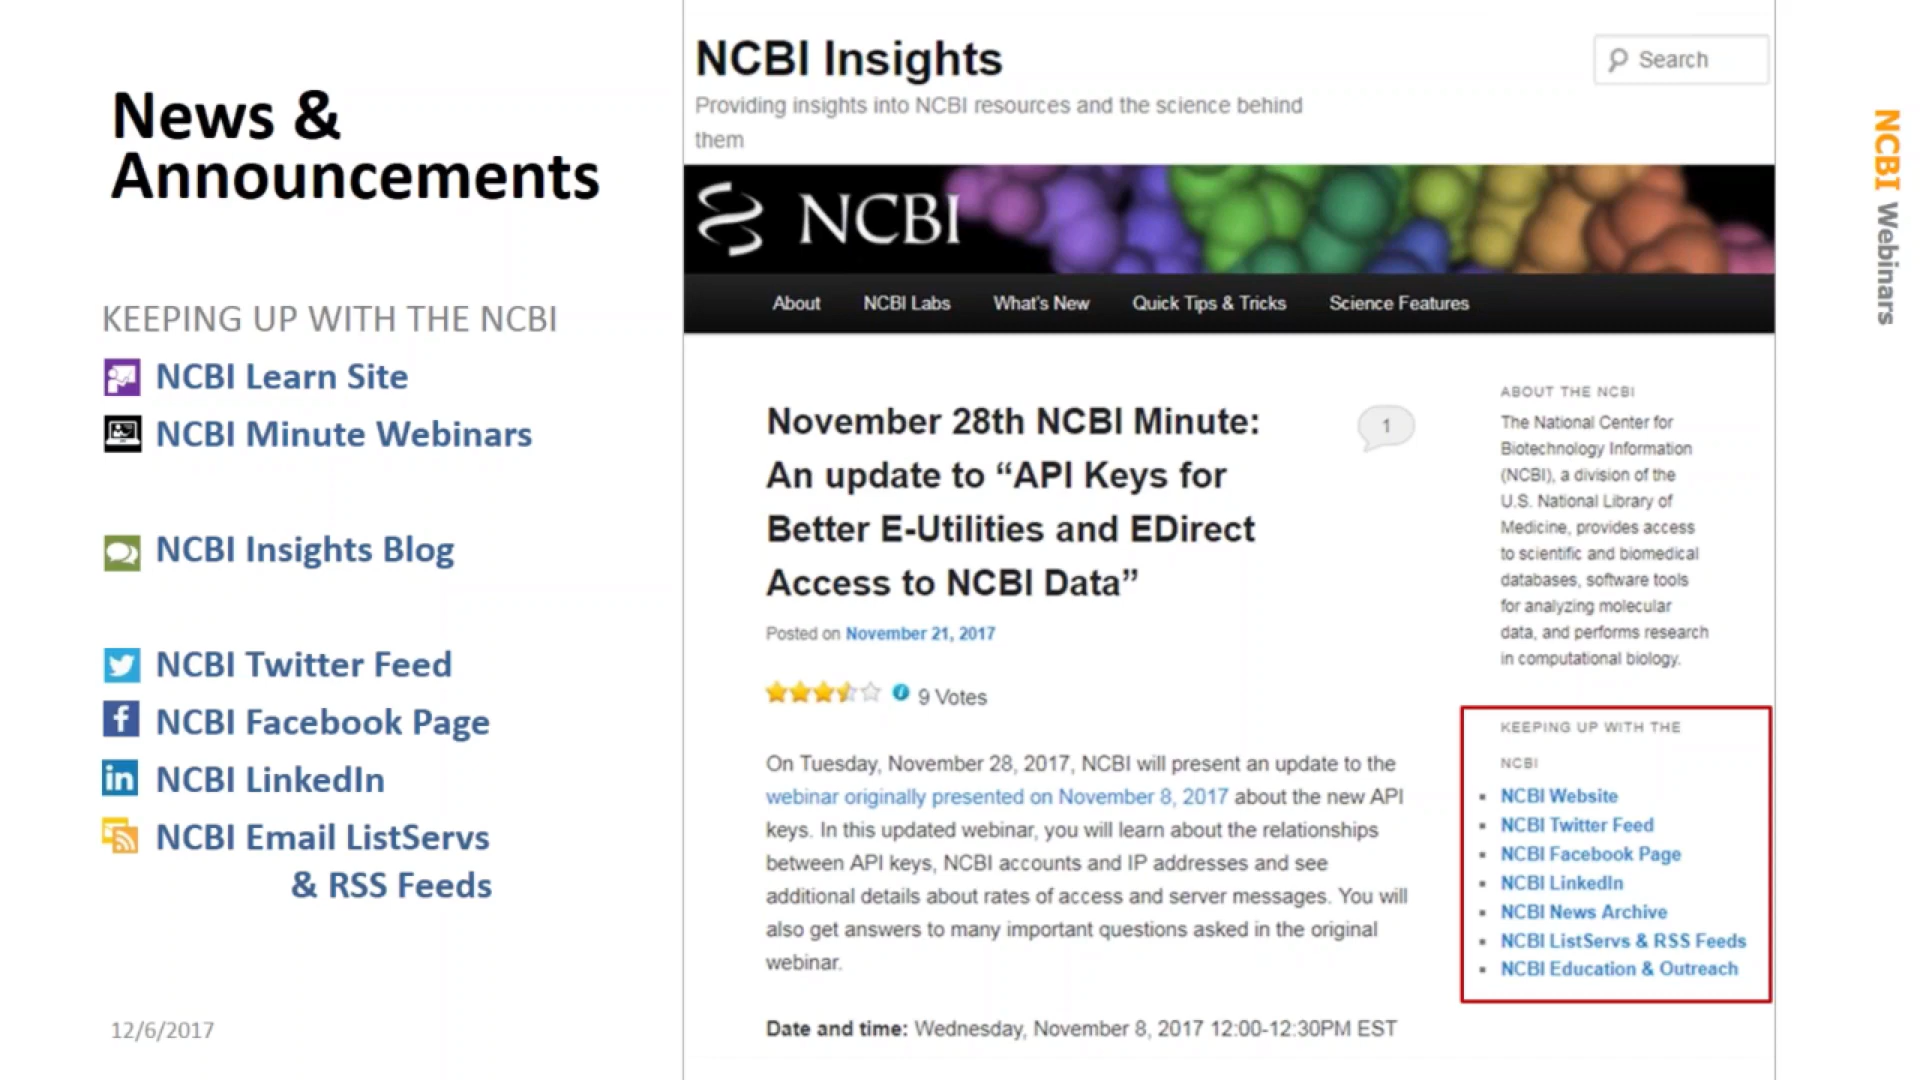 News &
Announcements
KEEPING UP WITH THE NCBI
NCBI Learn Site
NCBI Minute Webinars
NCBI Insights Blog
NCBI Twitter Feed
NCBI Facebook Page
NCBI LinkedIn
NCBI Email ListServs
& RSS Feeds
12/6/2017
NCBI Insights
Providing insights into NCBI resources and the science behind
them
Search
NCBI
About NCBI Labs What's New Quick Tips & Tricks Science Features
November 28th NCBI Minute:
An update to “API Keys for
Better E-Utilities and EDirect
Access to NCBI Data”
1
Posted on November 21, 2017
9 Votes
On Tuesday, November 28, 2017, NCBI will present an update to the
webinar originally presented on November 8, 2017 about the new API
keys. In this updated webinar, you will learn about the relationships
between API keys, NCBI accounts and IP addresses and see
additional details about rates of access and server messages. You will
also get answers to many important questions asked in the original
webinar.
Date and time: Wednesday, November 8, 2017 12:00-12:30PM EST
ABOUT THE NCBI
The National Center for
Biotechnology Information
(NCBI), a division of the
U.S. National Library of
Medicine, provides access
to scientific and biomedical
databases, software tools
for analyzing molecular
data, and performs research
in computational biology.
KEEPING UP WITH THE
NCBI
NCBI Website
NCBI Twitter Feed
NCBI Facebook Page
NCBI LinkedIn
NCBI News Archive
NCBI ListServs & RSS Feeds
NCBI Education & Outreach
NCBI Webinars